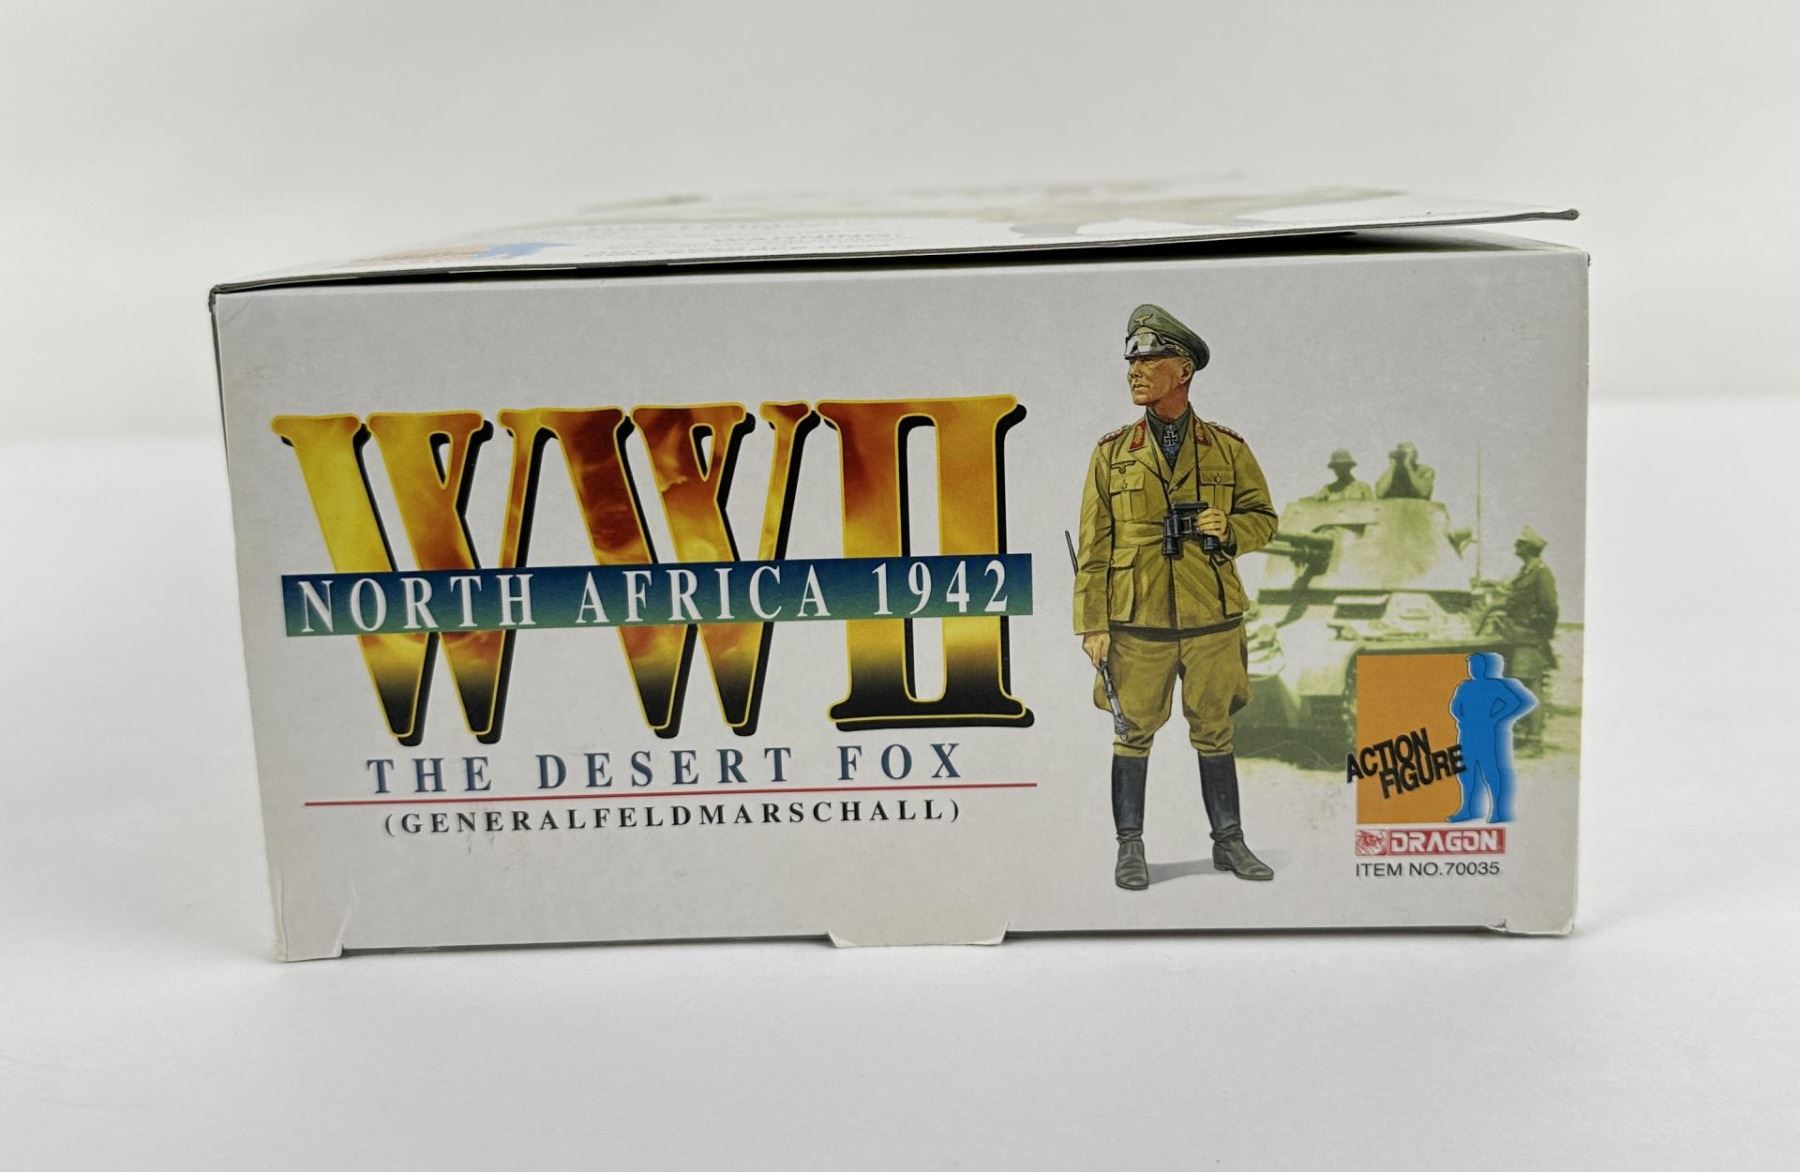 WWII
NORTH AFRICA 1942
THE DESERT FOX
(GENERALFELDMARSCHALL)
ACTION
FIGURE
DRAGON
ITEM NO.70035